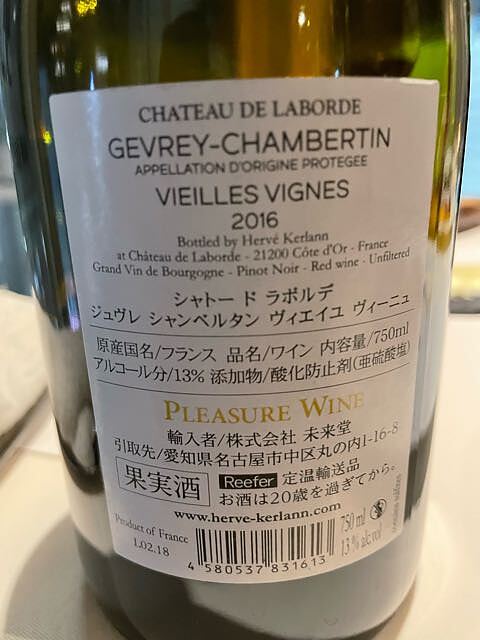 CHATEAU DE LABORDE
GEVREY-CHAMBERTIN
APPELLATION D'ORIGINE PROTEGEE
VIEILLES VIGNES
2016
Bottled by Hervé Kerlann
at Château de Laborde - 21200 Côte d'Or - France
Grand Vin de Bourgogne - Pinot Noir - Red wine - Unfiltered
シャトー ド ラボルデ
ジュヴレ シャンベルタン ヴィエイユ ヴィーニュ
原産国名/フランス 品名/ワイン 内容量/750ml
アルコール分/13% 添加物/酸化防止剤(亜硫酸塩)
PLEASURE WINE
輸入者/株式会社 未来堂
引取先/愛知県名古屋市中区丸の内1-16-8
果実酒
Reefer 定温輸送品
お酒は20歳を過ぎてから。
www.herve-kerlann.com
Product of France
L02.18
4 580537 831613
750 ml
13 % alc.vol